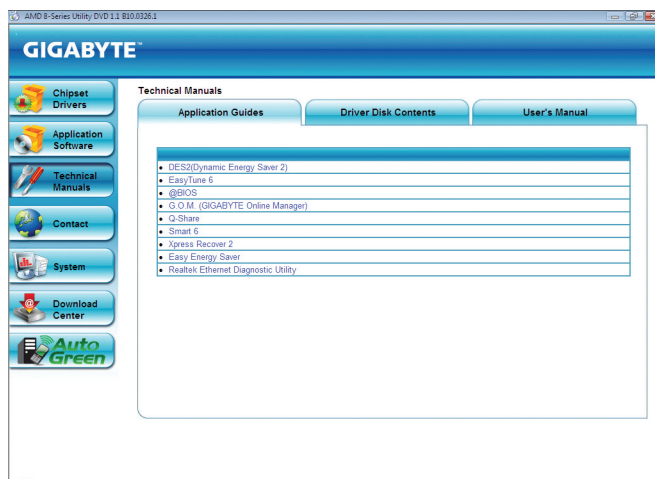 AMD 8-Series Utility DVD 1.1 B10.0326.1
GIGABYTE™
Chipset
Drivers
Application
Software
Technical
Manuals
Contact
System
Download
Center
Auto
Green
Technical Manuals
Application Guides
Driver Disk Contents
User's Manual
• DES2(Dynamic Energy Saver 2)
• EasyTune 6
• @BIOS
• G.O.M. (GIGABYTE Online Manager)
• Q-Share
• Smart 6
• Xpress Recover 2
• Easy Energy Saver
• Realtek Ethernet Diagnostic Utility